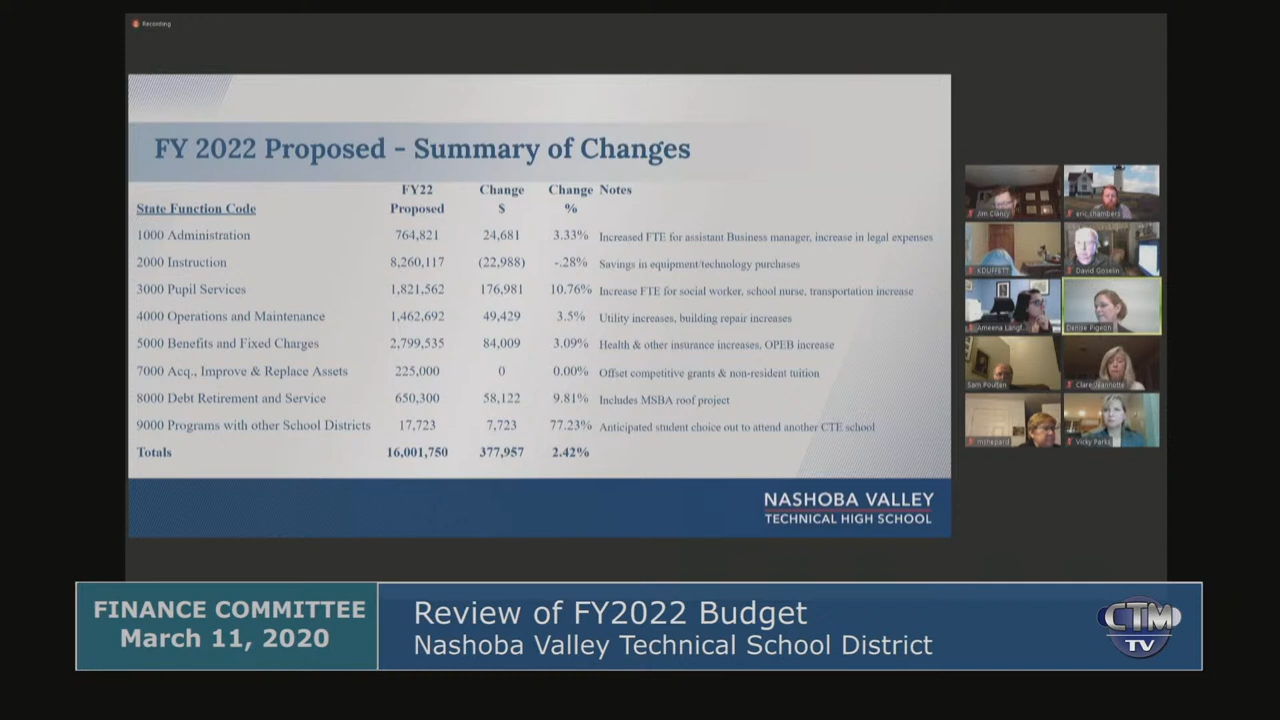 Recording
FY 2022 Proposed - Summary of Changes
State Function Code FY22 Proposed Change $ Change % Notes
1000 Administration 764,821 24,681 3.33% Increased FTE for assistant Business manager, increase in legal expenses
2000 Instruction 8,260,117 (22,988) -.28% Savings in equipment/technology purchases
3000 Pupil Services 1,821,562 176,981 10.76% Increase FTE for social worker, school nurse, transportation increase
4000 Operations and Maintenance 1,462,692 49,429 3.5% Utility increases, building repair increases
5000 Benefits and Fixed Charges 2,799,535 84,009 3.09% Health & other insurance increases, OPEB increase
7000 Acq., Improve & Replace Assets 225,000 0 0.00% Offset competitive grants & non-resident tuition
8000 Debt Retirement and Service 650,300 58,122 9.81% Includes MSBA roof project
9000 Programs with other School Districts 17,723 7,723 77.23% Anticipated student choice out to attend another CTE school
Totals 16,001,750 377,957 2.42%
NASHOBA VALLEY
TECHNICAL HIGH SCHOOL
Jim Clancy
eric_chambers
KDUFFETT
David Goselin
Ameena Langf
Denise Pigeon
Sam Poulten
Clare Jeannotte
mshepard
Vicky Parks
FINANCE COMMITTEE
March 11, 2020
Review of FY2022 Budget
Nashoba Valley Technical School District
CTM
TV